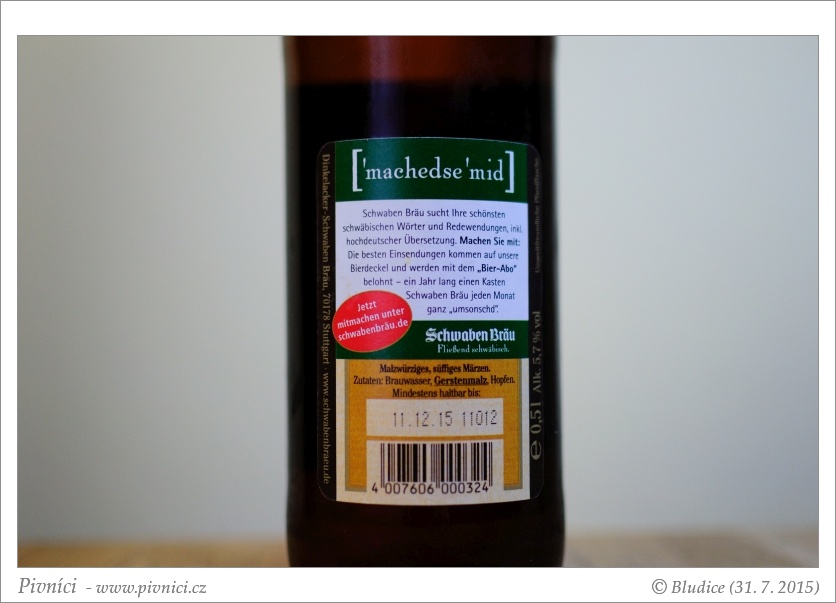 ['machedse 'mid]
Schwaben Bräu sucht Ihre schönsten
schwäbischen Wörter und Redewendungen, inkl.
hochdeutscher Übersetzung. Machen Sie mit:
Die besten Einsendungen kommen auf unsere
Bierdeckel und werden mit dem „Bier-Abo“
belohnt – ein Jahr lang einen Kasten
Schwaben Bräu jeden Monat
ganz „umsonschd“.
Jetzt
mitmachen unter
schwabenbräu.de
Schwaben Bräu
Fließend schwäbisch.
Malzwürziges, süffiges Märzen.
Zutaten: Brauwasser, Gerstenmalz, Hopfen.
Mindestens haltbar bis:
11.12.15 11012
4 007606 000324
Dinkelacker-Schwaben Bräu, 70178 Stuttgart · www.schwabenbraeu.de
Umweltfreundliche Pfandflasche
e 0,5 l Alk. 5,7 % vol
Pivníci - www.pivnici.cz
© Bludice (31. 7. 2015)